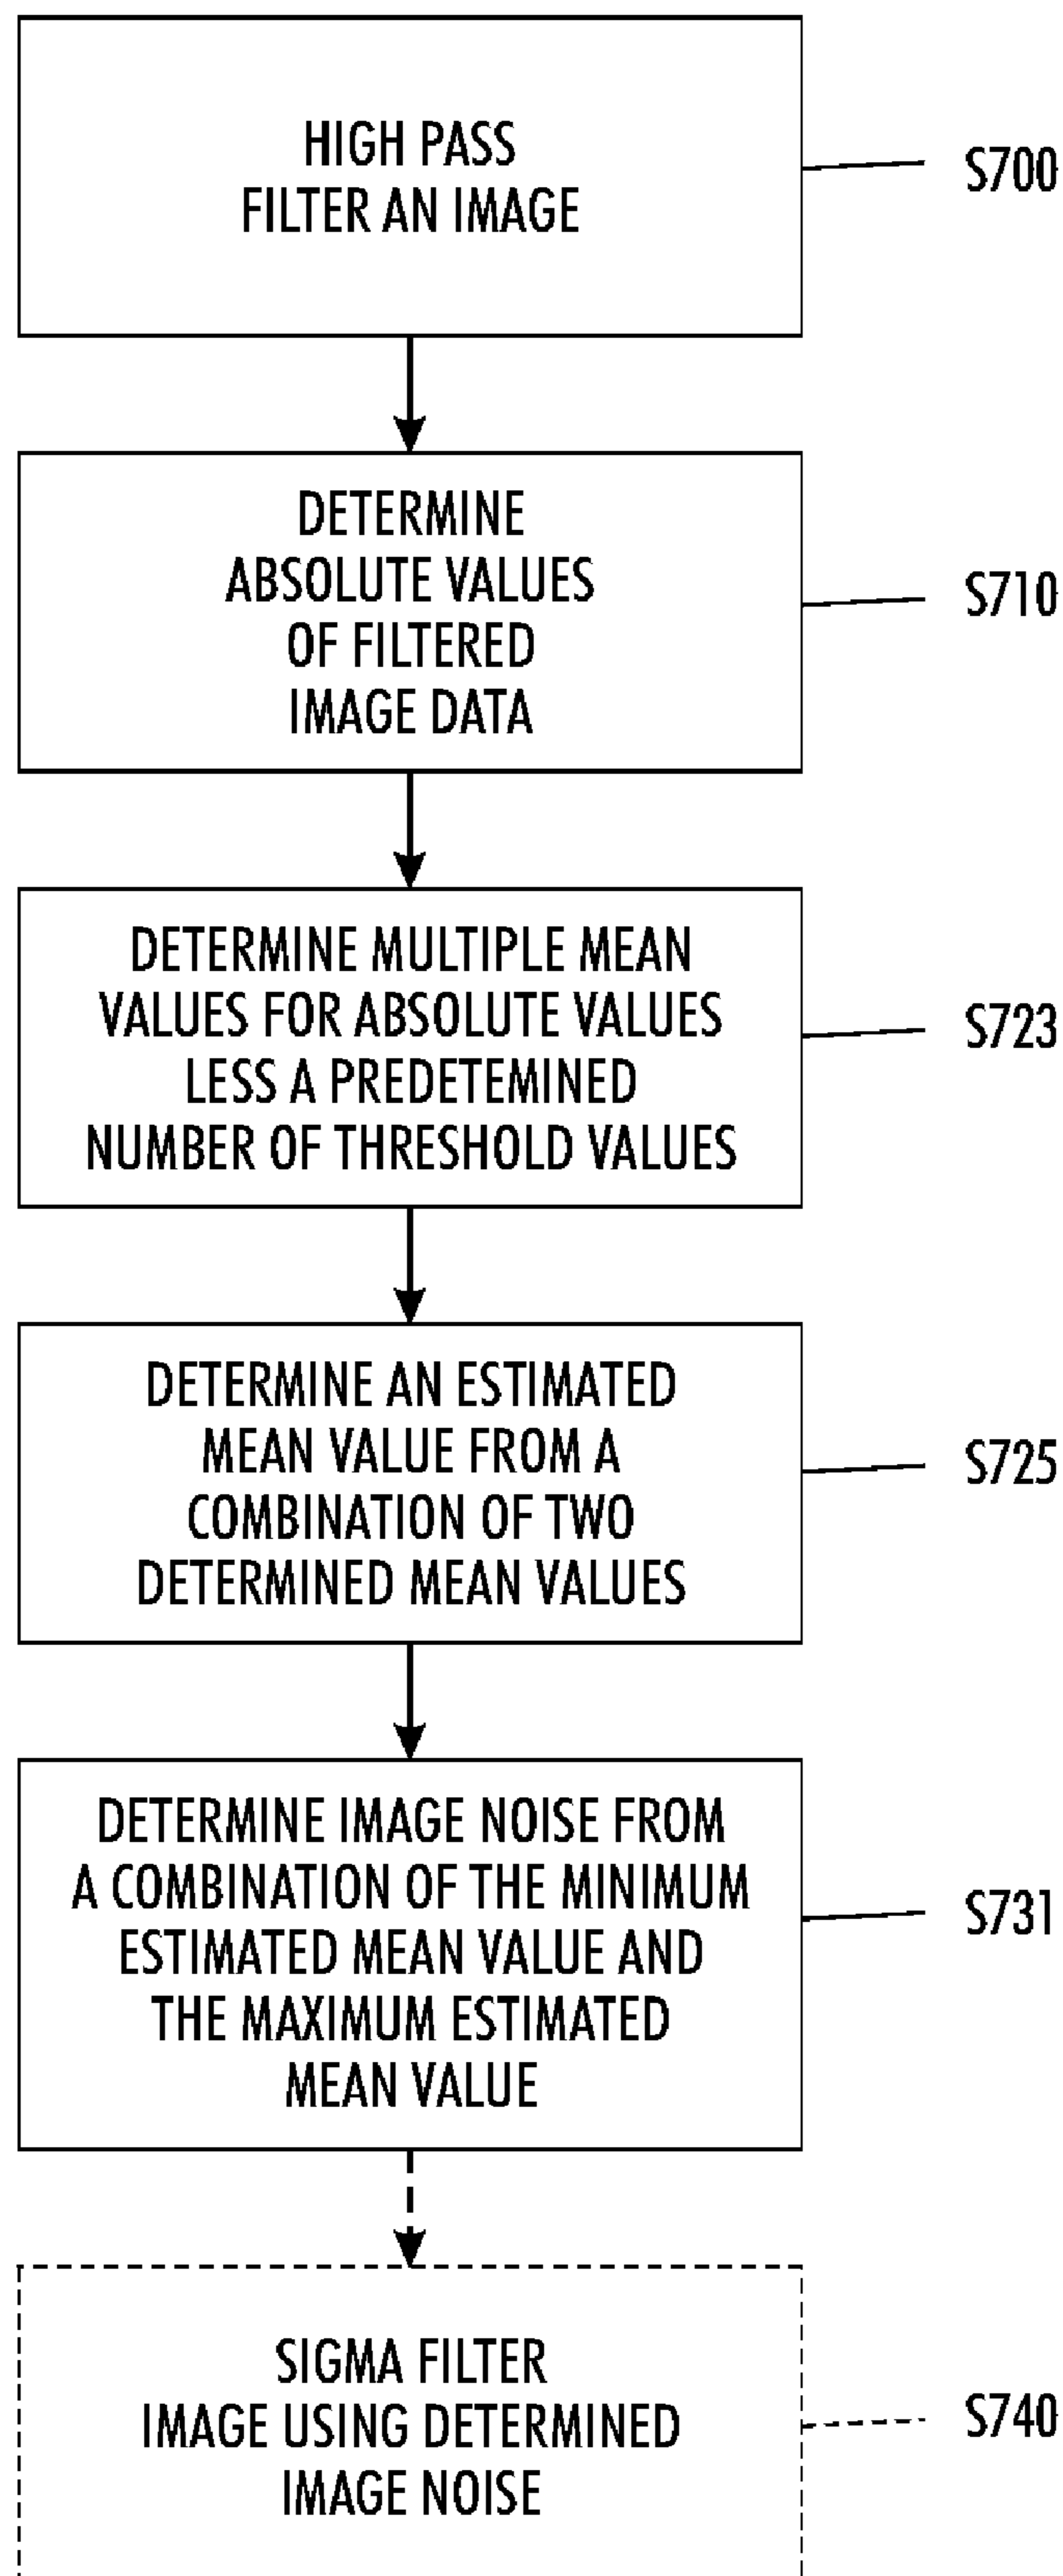 HIGH PASS
FILTER AN IMAGE
S700
DETERMINE
ABSOLUTE VALUES
OF FILTERED
IMAGE DATA
S710
DETERMINE MULTIPLE MEAN
VALUES FOR ABSOLUTE VALUES
LESS A PREDETEMINED
NUMBER OF THRESHOLD VALUES
S723
DETERMINE AN ESTIMATED
MEAN VALUE FROM A
COMBINATION OF TWO
DETERMINED MEAN VALUES
S725
DETERMINE IMAGE NOISE FROM
A COMBINATION OF THE MINIMUM
ESTIMATED MEAN VALUE AND
THE MAXIMUM ESTIMATED
MEAN VALUE
S731
SIGMA FILTER
IMAGE USING DETERMINED
IMAGE NOISE
S740